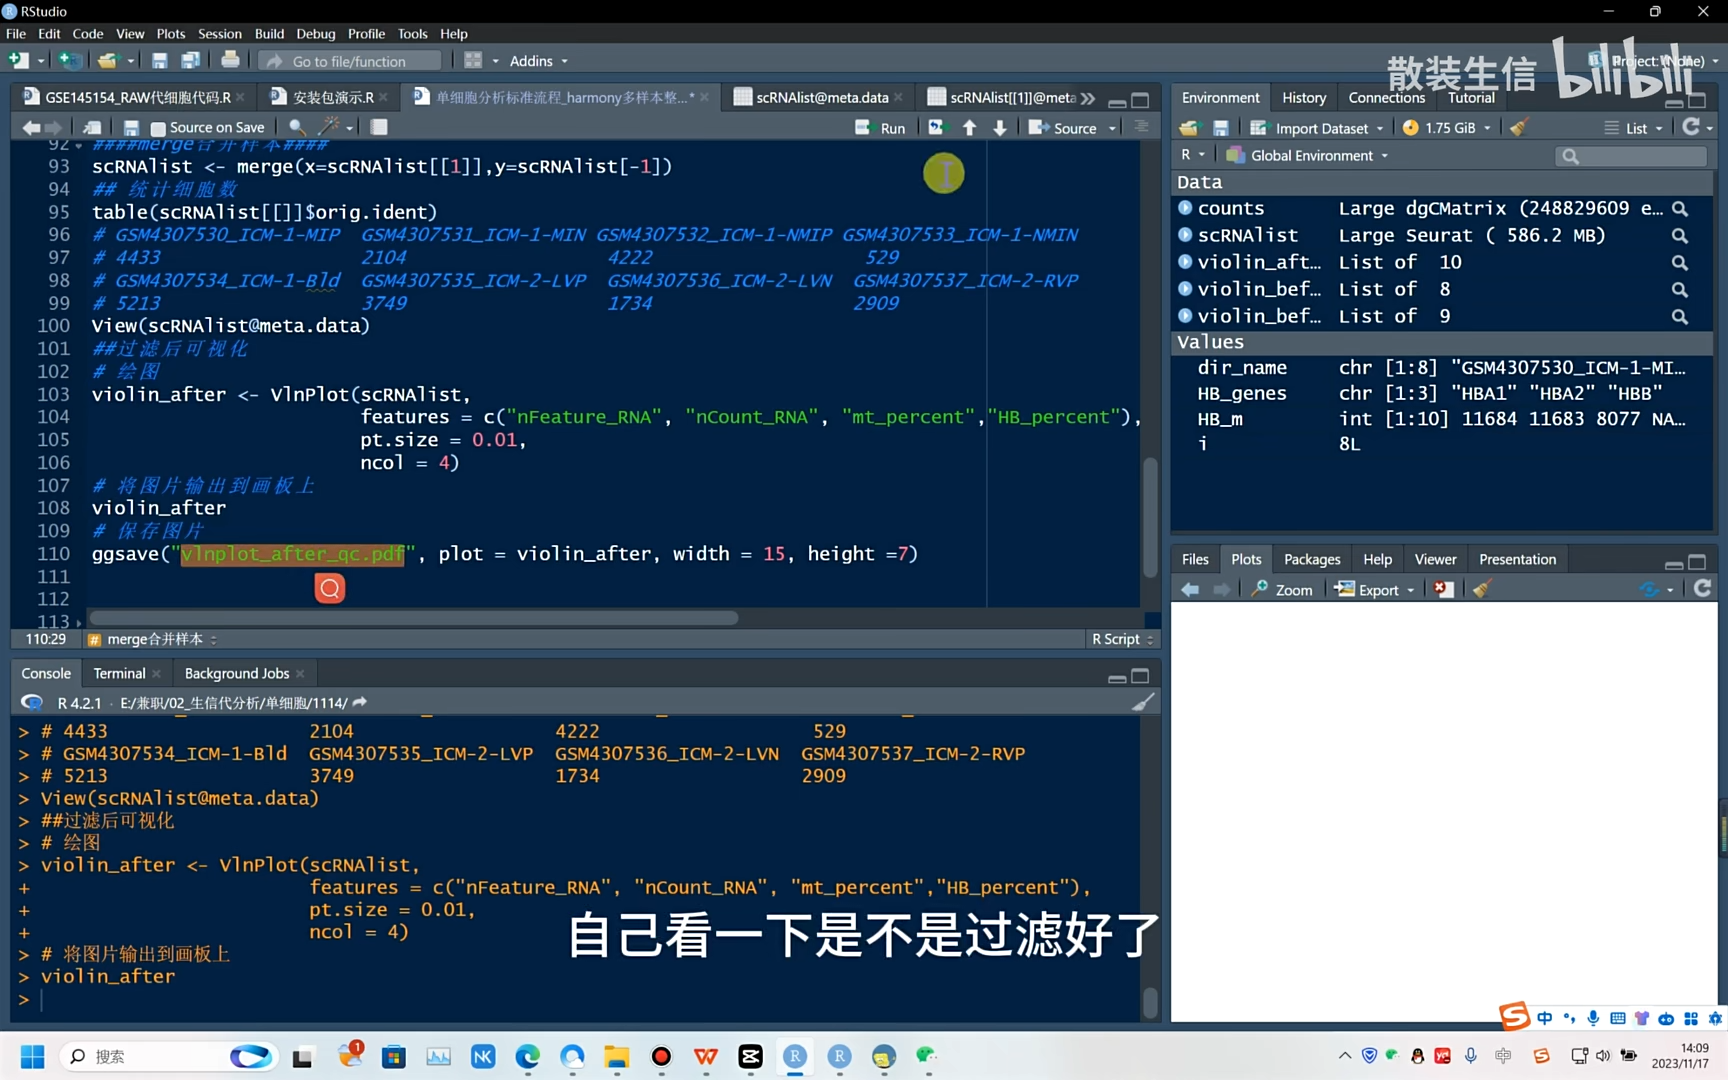 RStudio
File Edit Code View Plots Session Build Debug Profile Tools Help
Go to file/function Addins Project: (None)
散装生信 bilibili
GSE145154_RAW代细胞代码.R 安装包演示.R 单细胞分析标准流程_harmony多样本整...* scRNAlist@meta.data scRNAlist[[1]]@meta
Source on Save Run Source
92 ####merge合并样本####
93 scRNAlist <- merge(x=scRNAlist[[1]],y=scRNAlist[-1])
94 ## 统计细胞数
95 table(scRNAlist[[]]$orig.ident)
96 # GSM4307530_ICM-1-MIP GSM4307531_ICM-1-MIN GSM4307532_ICM-1-NMIP GSM4307533_ICM-1-NMIN
97 # 4433 2104 4222 529
98 # GSM4307534_ICM-1-Bld GSM4307535_ICM-2-LVP GSM4307536_ICM-2-LVN GSM4307537_ICM-2-RVP
99 # 5213 3749 1734 2909
100 View(scRNAlist@meta.data)
101 ##过滤后可视化
102 # 绘图
103 violin_after <- VlnPlot(scRNAlist,
104 features = c("nFeature_RNA", "nCount_RNA", "mt_percent","HB_percent"),
105 pt.size = 0.01,
106 ncol = 4)
107 # 将图片输出到画板上
108 violin_after
109 # 保存图片
110 ggsave("vlnplot_after_qc.pdf", plot = violin_after, width = 15, height =7)
111
112
113
110:29 merge合并样本 R Script
Console Terminal Background Jobs
R 4.2.1 · E:/兼职/02_生信代分析/单细胞/1114/
> # 4433 2104 4222 529
> # GSM4307534_ICM-1-Bld GSM4307535_ICM-2-LVP GSM4307536_ICM-2-LVN GSM4307537_ICM-2-RVP
> # 5213 3749 1734 2909
> View(scRNAlist@meta.data)
> ##过滤后可视化
> # 绘图
> violin_after <- VlnPlot(scRNAlist,
+ features = c("nFeature_RNA", "nCount_RNA", "mt_percent","HB_percent"),
+ pt.size = 0.01,
+ ncol = 4)
> # 将图片输出到画板上
> violin_after
>
自己看一下是不是过滤好了
Environment History Connections Tutorial
Import Dataset 1.75 GiB List
R Global Environment
Data
counts Large dgCMatrix (248829609 e…
scRNAlist Large Seurat ( 586.2 MB)
violin_aft… List of 10
violin_bef… List of 8
violin_bef… List of 9
Values
dir_name chr [1:8] "GSM4307530_ICM-1-MI…
HB_genes chr [1:3] "HBA1" "HBA2" "HBB"
HB_m int [1:10] 11684 11683 8077 NA…
i 8L
Files Plots Packages Help Viewer Presentation
Zoom Export
中
搜索
1
NK
中
14:09
2023/11/17